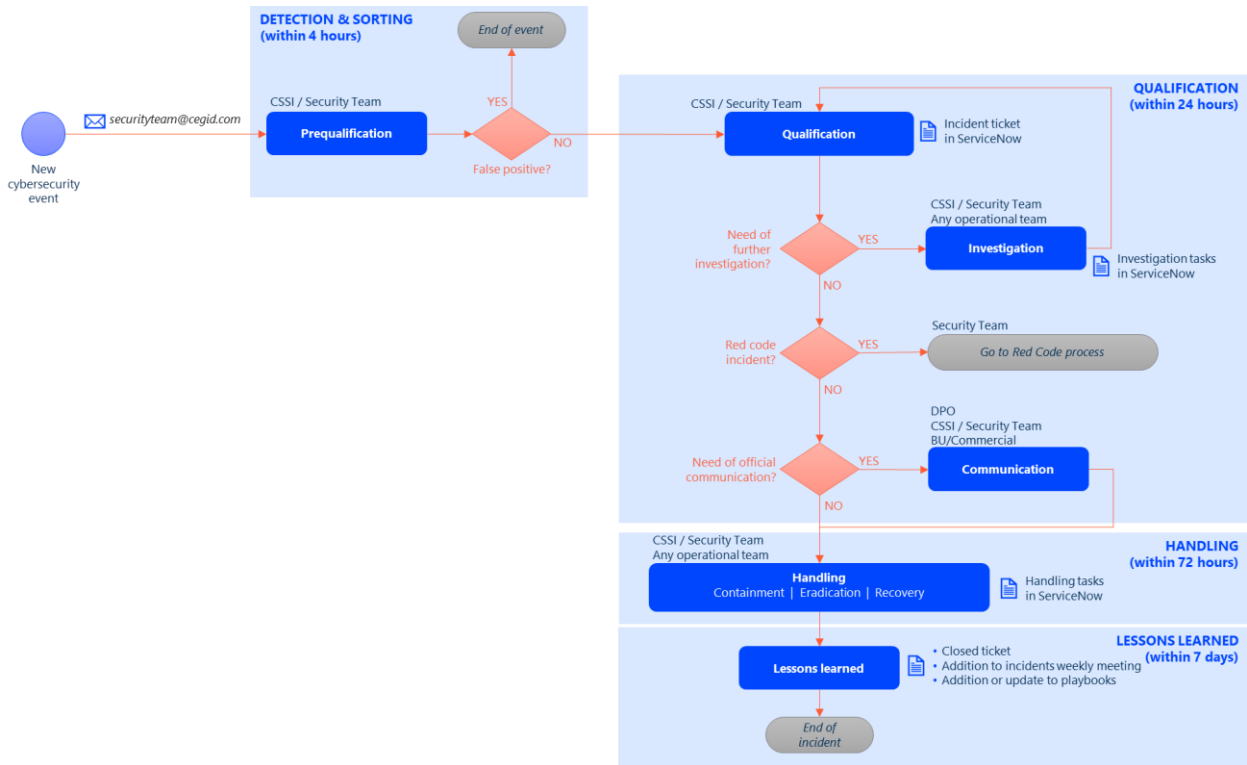 DETECTION & SORTING
(within 4 hours)
End of event
CSSI / Security Team
YES
securityteam@cegid.com
Prequalification
NO
False positive?
New
cybersecurity
event
QUALIFICATION
(within 24 hours)
CSSI / Security Team
Qualification
Incident ticket
in ServiceNow
CSSI / Security Team
Any operational team
Need of
further
investigation?
YES
Investigation
Investigation tasks
in ServiceNow
NO
Security Team
Red code
incident?
YES
Go to Red Code process
NO
DPO
CSSI / Security Team
BU/Commercial
Need of official
communication?
YES
Communication
NO
HANDLING
(within 72 hours)
CSSI / Security Team
Any operational team
Handling
Containment | Eradication | Recovery
Handling tasks
in ServiceNow
LESSONS LEARNED
(within 7 days)
Lessons learned
• Closed ticket
• Addition to incidents weekly meeting
• Addition or update to playbooks
End of
incident